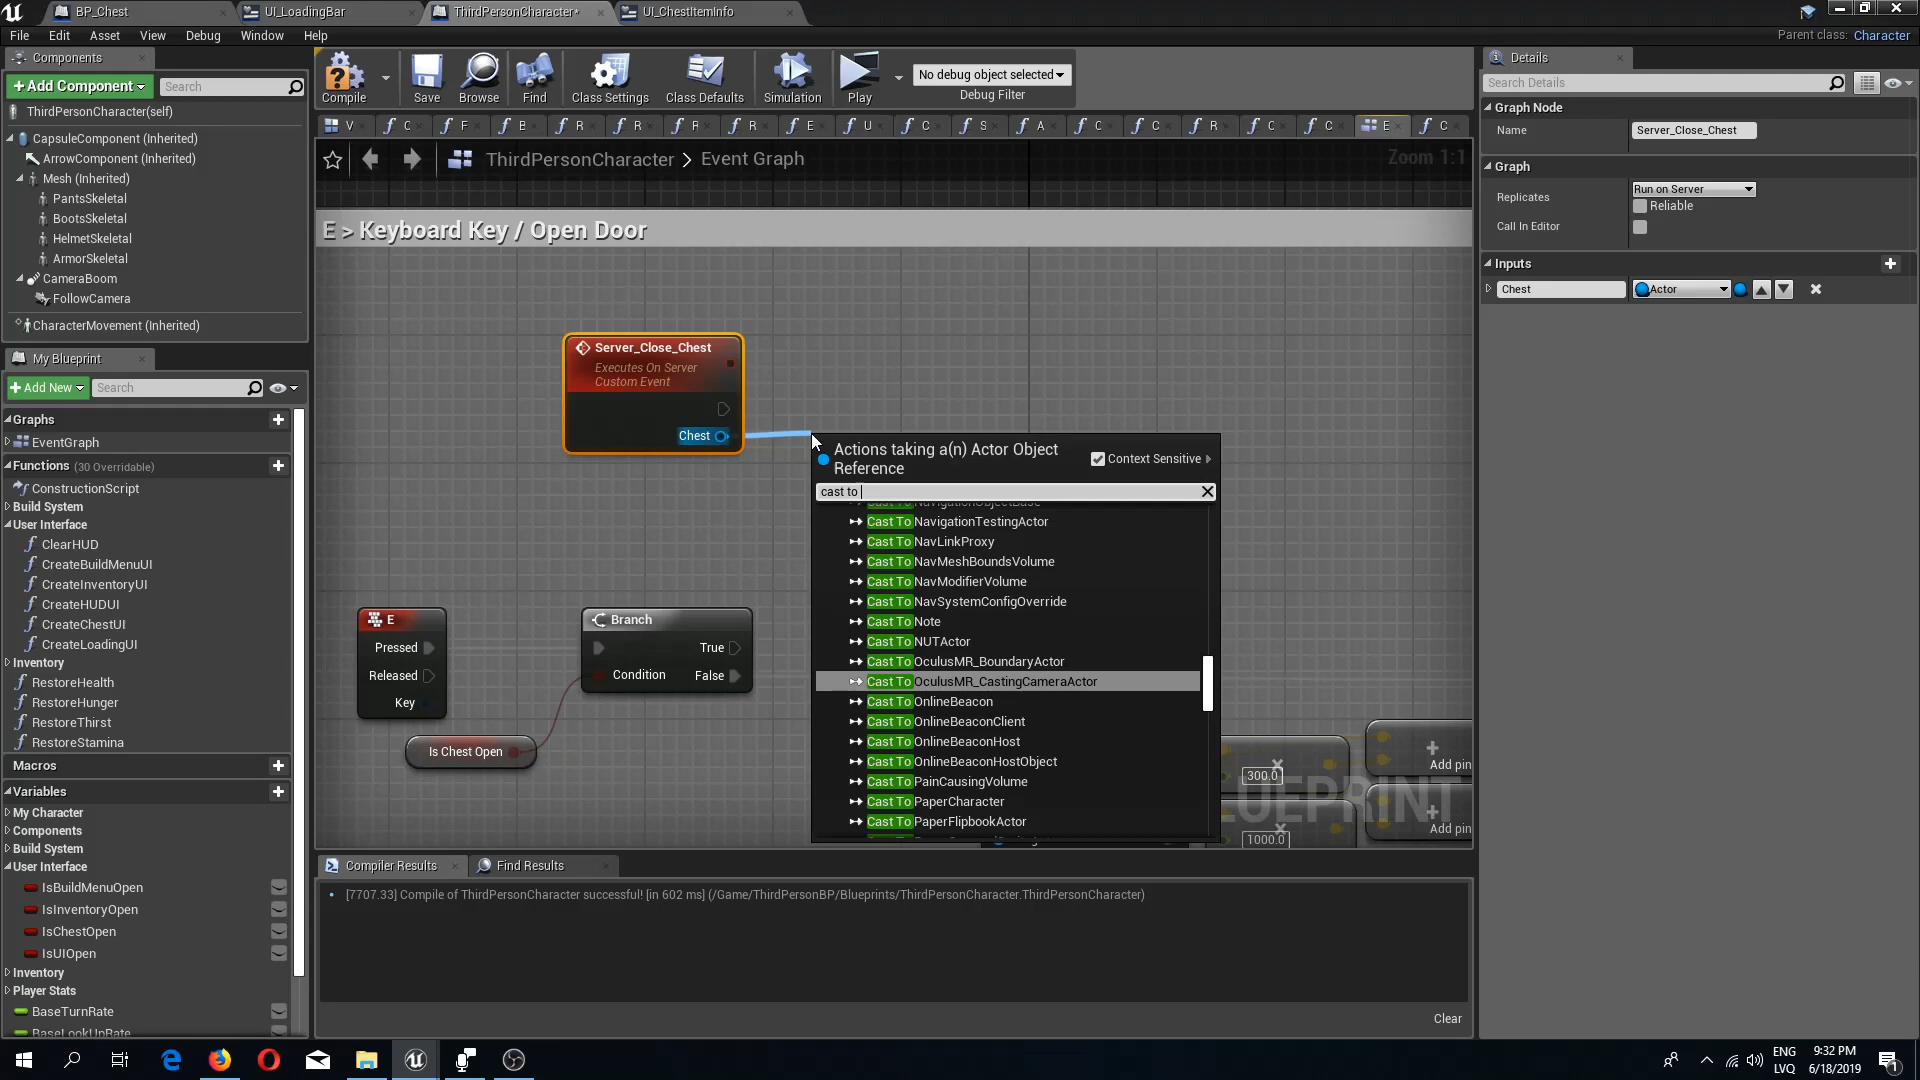 BP_Chest
UI_LoadingBar
ThirdPersonCharacter*
UI_ChestItemInfo
File Edit Asset View Debug Window Help
Parent class: Character
Components
Add Component
Search
ThirdPersonCharacter(self)
CapsuleComponent (Inherited)
ArrowComponent (Inherited)
Mesh (Inherited)
PantsSkeletal
BootsSkeletal
HelmetSkeletal
ArmorSkeletal
CameraBoom
FollowCamera
CharacterMovement (Inherited)
My Blueprint
Add New
Search
Graphs
EventGraph
Functions (30 Overridable)
ConstructionScript
Build System
User Interface
ClearHUD
CreateBuildMenuUI
CreateInventoryUI
CreateHUDUI
CreateChestUI
CreateLoadingUI
Inventory
RestoreHealth
RestoreHunger
RestoreThirst
RestoreStamina
Macros
Variables
My Character
Components
Build System
User Interface
IsBuildMenuOpen
IsInventoryOpen
IsChestOpen
IsUIOpen
Inventory
Player Stats
BaseTurnRate
BaseLookUpRate
Compile
Save
Browse
Find
Class Settings
Class Defaults
Simulation
Play
No debug object selected
Debug Filter
V f C f F f B f R f R f R f R f E f U f C f S f A f C f C f R f C f C E f C
ThirdPersonCharacter > Event Graph
Zoom 1:1
E > Keyboard Key / Open Door
Server_Close_Chest
Executes On Server
Custom Event
Chest
E
Pressed
Released
Key
Branch
True
Condition
False
Is Chest Open
Actions taking a(n) Actor Object
Reference
Context Sensitive
cast to
Cast To NavigationObjectBase
Cast To NavigationTestingActor
Cast To NavLinkProxy
Cast To NavMeshBoundsVolume
Cast To NavModifierVolume
Cast To NavSystemConfigOverride
Cast To Note
Cast To NUTActor
Cast To OculusMR_BoundaryActor
Cast To OculusMR_CastingCameraActor
Cast To OnlineBeacon
Cast To OnlineBeaconClient
Cast To OnlineBeaconHost
Cast To OnlineBeaconHostObject
Cast To PainCausingVolume
Cast To PaperCharacter
Cast To PaperFlipbookActor
300.0
1000.0
Add pin
Add pin
Compiler Results
Find Results
[7707.33] Compile of ThirdPersonCharacter successful! [in 602 ms] (/Game/ThirdPersonBP/Blueprints/ThirdPersonCharacter.ThirdPersonCharacter)
Clear
Details
Search Details
Graph Node
Name Server_Close_Chest
Graph
Replicates Run on Server
Reliable
Call In Editor
Inputs
Chest Actor
ENG
LVQ
9:32 PM
6/18/2019
1